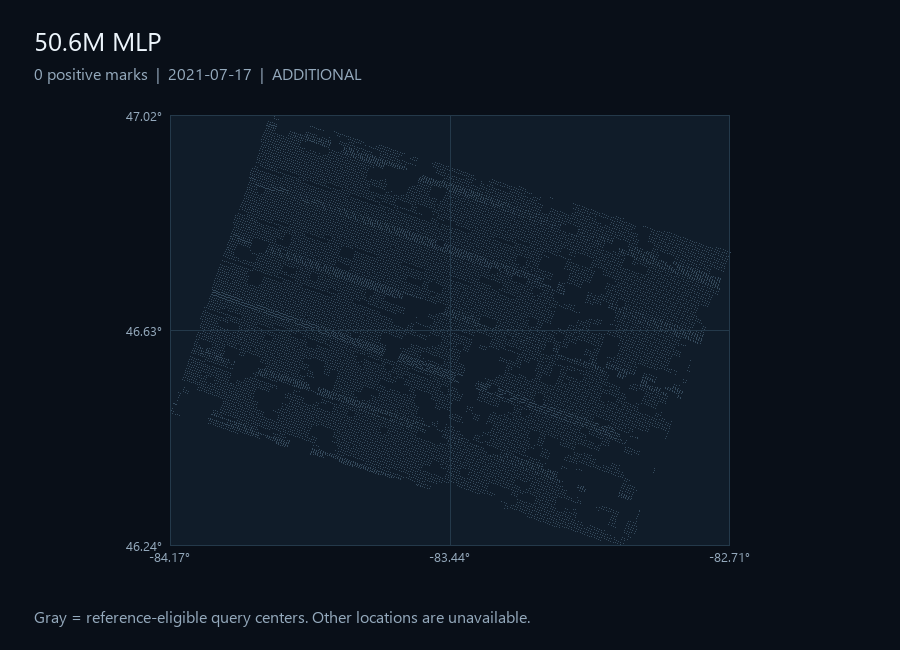 50.6M MLP
0 positive marks | 2021-07-17 | ADDITIONAL
47.02°
46.63°
46.24°
-84.17°
-83.44°
-82.71°
Gray = reference-eligible query centers. Other locations are unavailable.